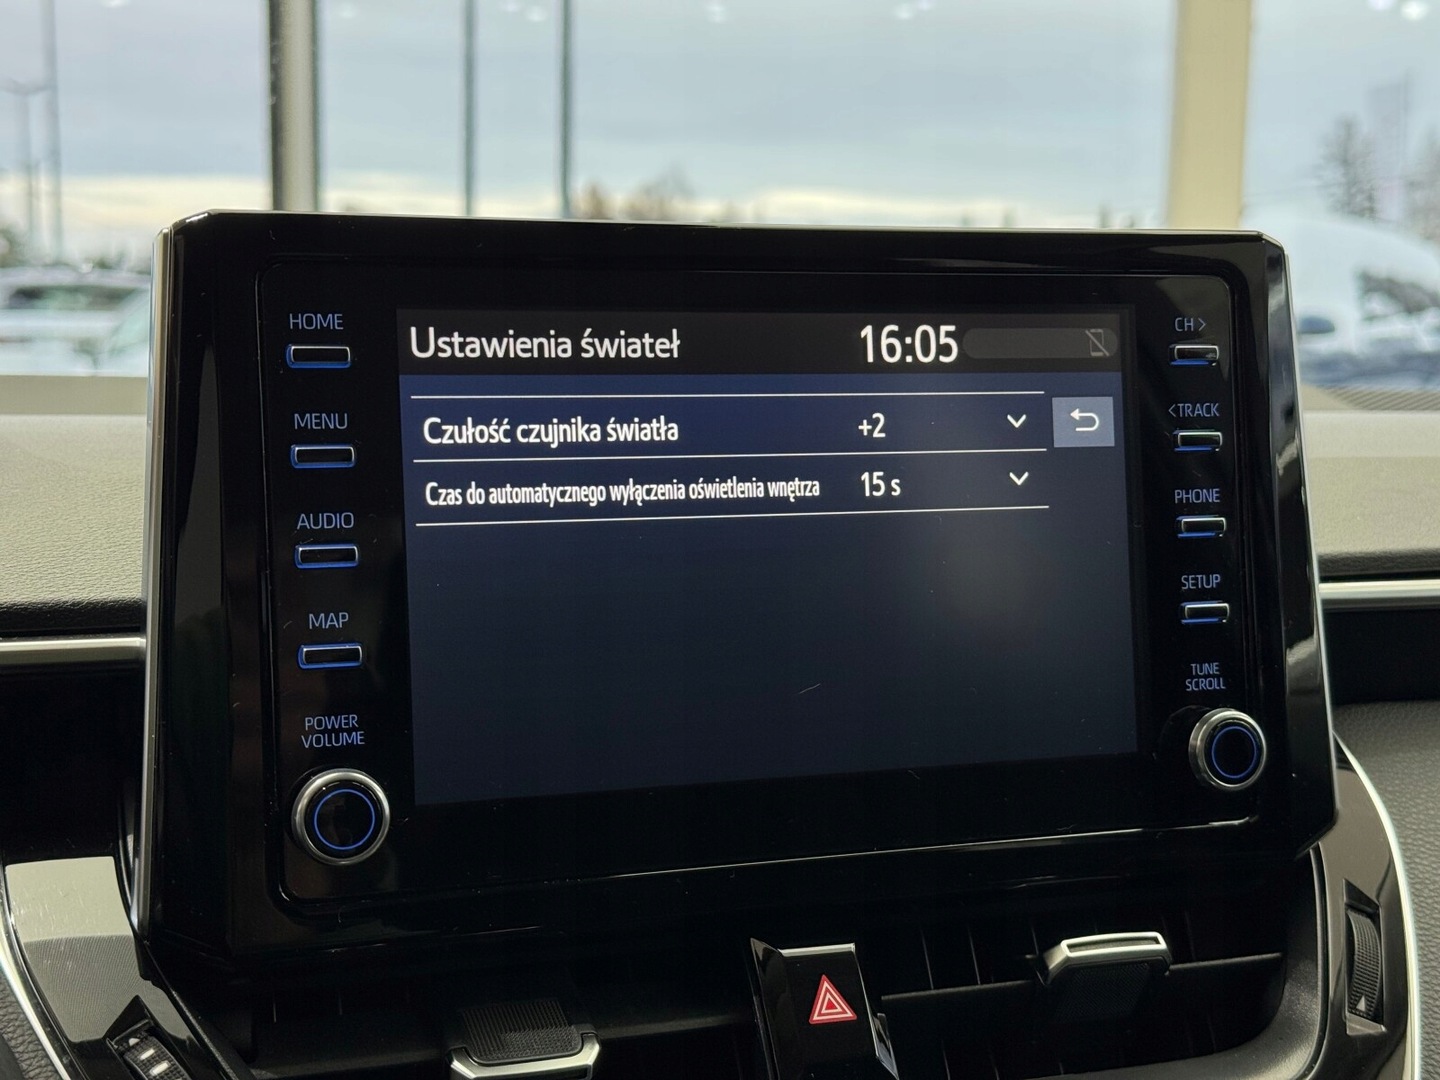 HOME
MENU
AUDIO
MAP
POWER
VOLUME
Ustawienia świateł 16:05
Czułość czujnika światła +2
Czas do automatycznego wyłączenia oświetlenia wnętrza 15 s
CH >
< TRACK
PHONE
SETUP
TUNE
SCROLL